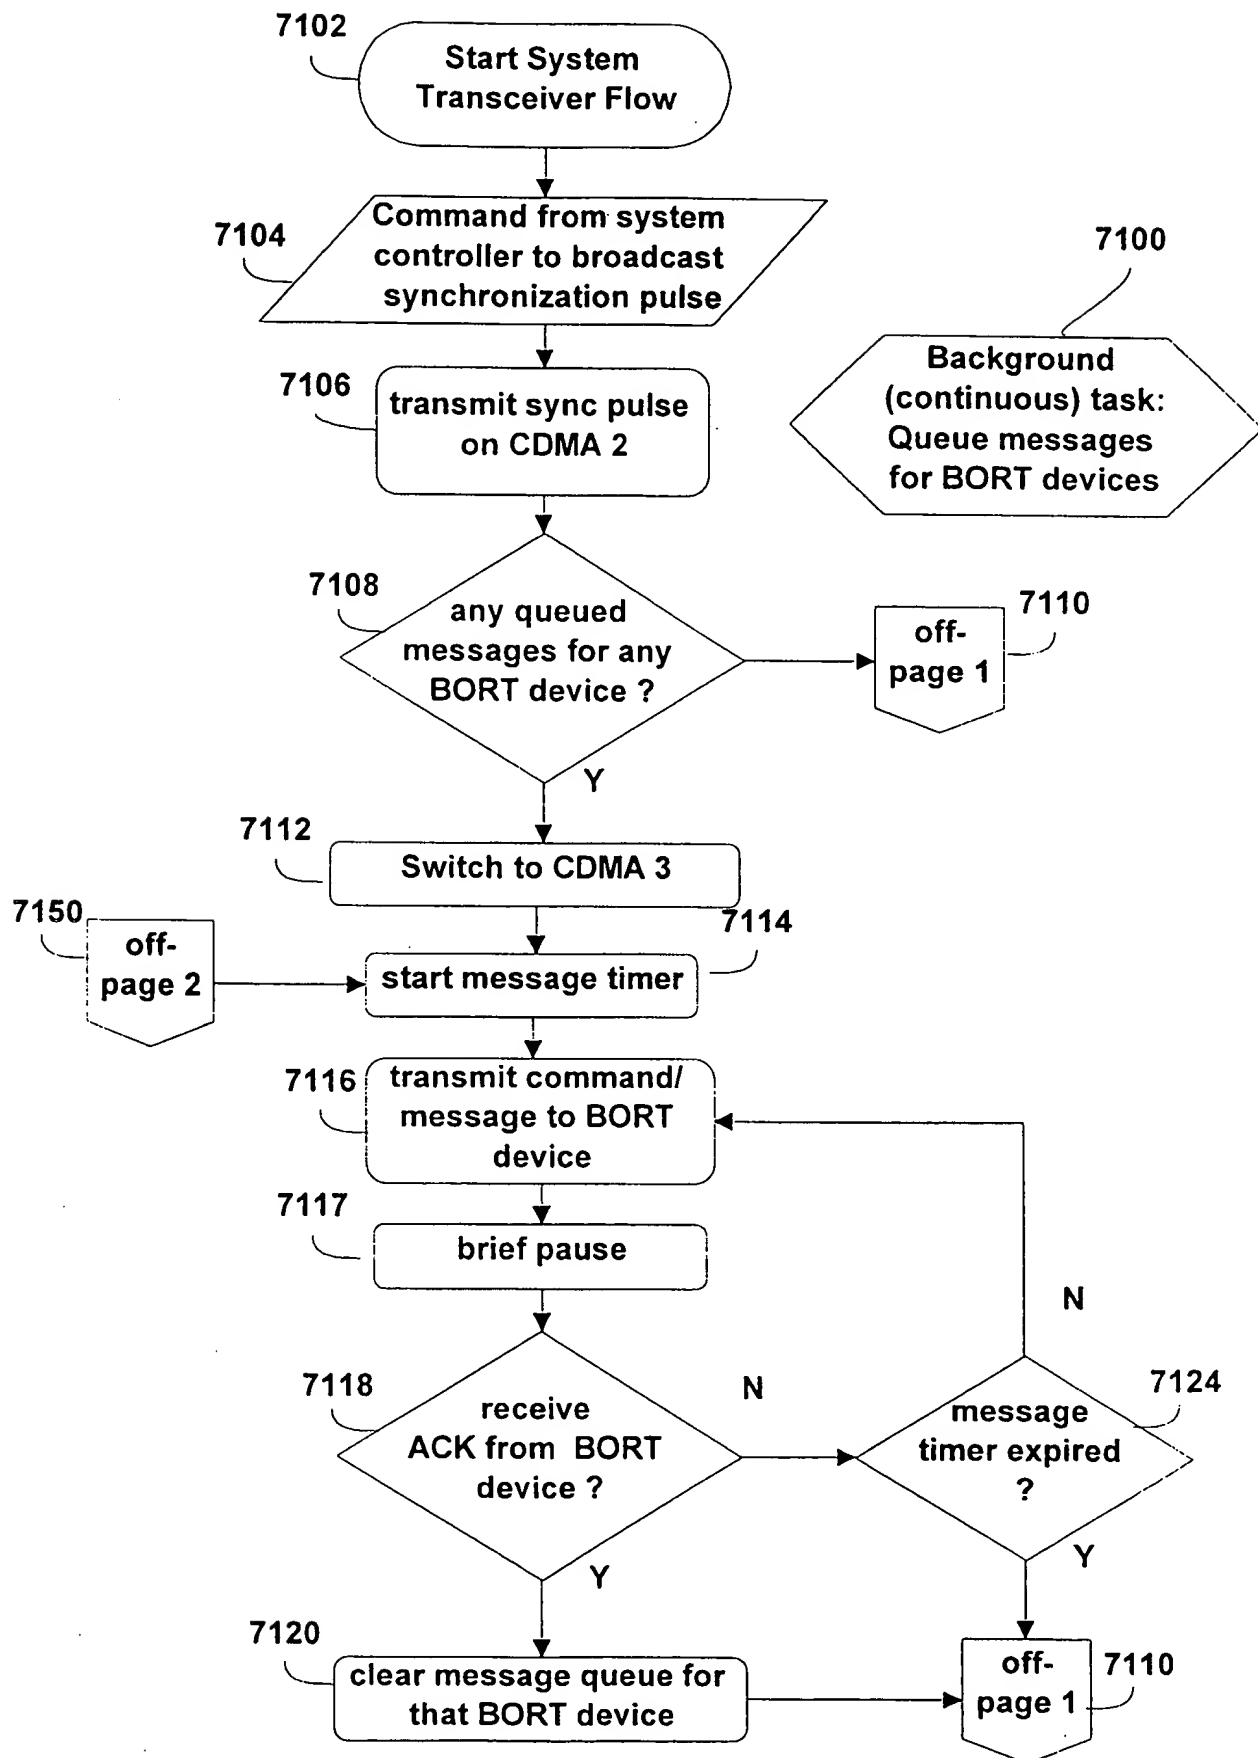 7102
Start System
Transceiver Flow
7104
Command from system
controller to broadcast
synchronization pulse
7100
Background
(continuous) task:
Queue messages
for BORT devices
7106
transmit sync pulse
on CDMA 2
7108
any queued
messages for any
BORT device ?
7110
off-
page 1
Y
7112
Switch to CDMA 3
7150
off-
page 2
7114
start message timer
7116
transmit command/
message to BORT
device
7117
brief pause
N
7118
receive
ACK from BORT
device ?
N
7124
message
timer expired
?
Y
Y
7120
clear message queue for
that BORT device
off-
page 1
7110